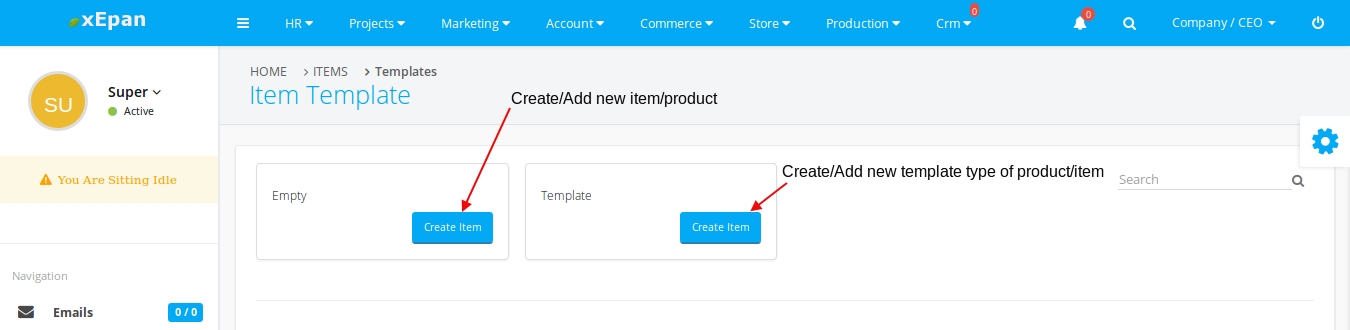 xEpan
HR
Projects
Marketing
Account
Commerce
Store
Production
Crm
0
0
Company / CEO
SU
Super
Active
You Are Sitting Idle
Navigation
Emails
0 / 0
HOME > ITEMS > Templates
Item Template
Create/Add new item/product
Create/Add new template type of product/item
Search
Empty
Create Item
Template
Create Item